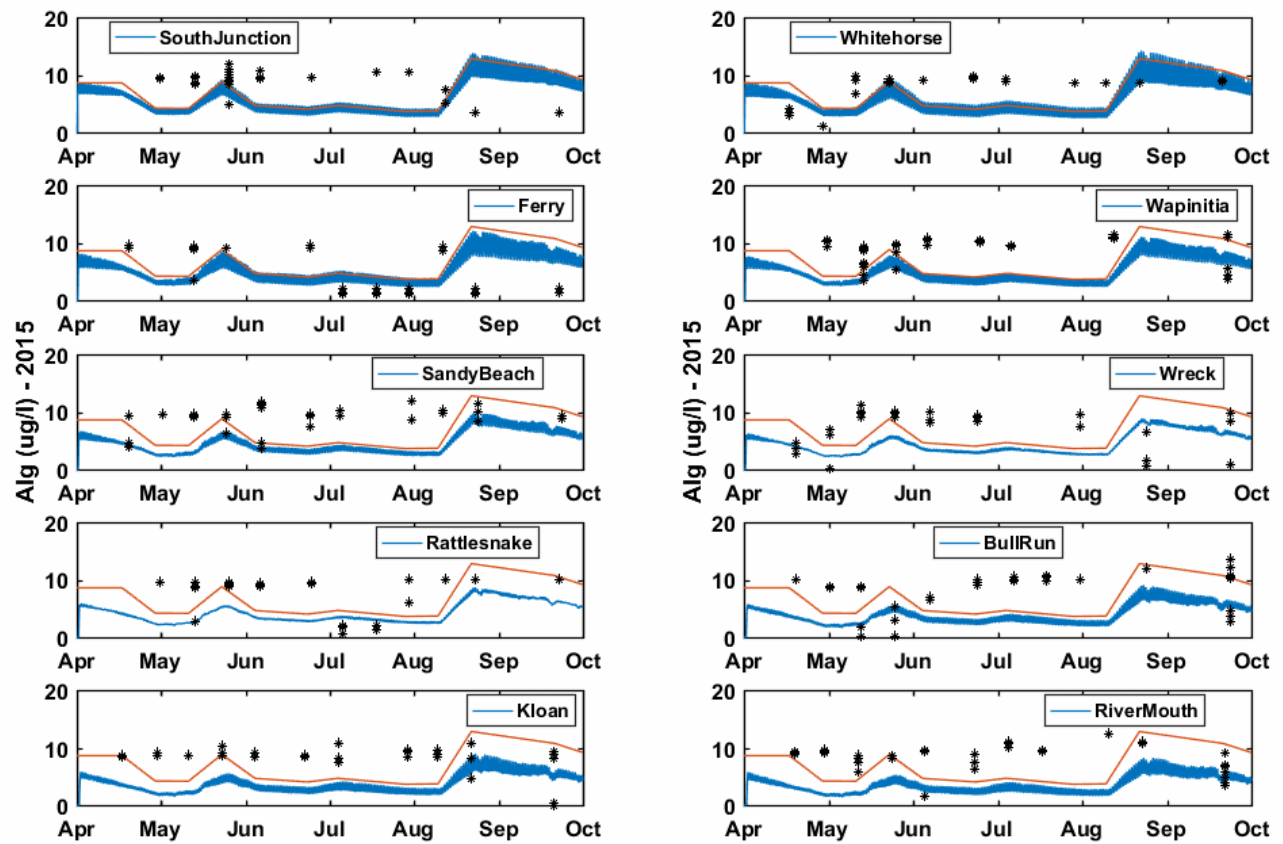 Alg (ug/l) - 2015
20
10
0
SouthJunction
Apr May Jun Jul Aug Sep Oct
20
10
0
Ferry
Apr May Jun Jul Aug Sep Oct
20
10
0
SandyBeach
Apr May Jun Jul Aug Sep Oct
20
10
0
Rattlesnake
Apr May Jun Jul Aug Sep Oct
20
10
0
Kloan
Apr May Jun Jul Aug Sep Oct
Alg (ug/l) - 2015
20
10
0
Whitehorse
Apr May Jun Jul Aug Sep Oct
20
10
0
Wapinitia
Apr May Jun Jul Aug Sep Oct
20
10
0
Wreck
Apr May Jun Jul Aug Sep Oct
20
10
0
BullRun
Apr May Jun Jul Aug Sep Oct
20
10
0
RiverMouth
Apr May Jun Jul Aug Sep Oct